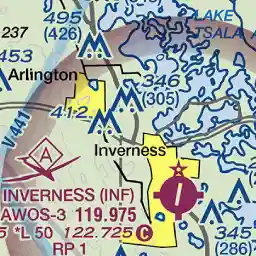 495
(426)
237
LAKE
TSALA
453
Arlington
346
(305)
412
V 441
Inverness
A
INVERNESS (INF)
AWOS-3 119.975
50 *L 50 122.725 C
RP 1
345
(286)